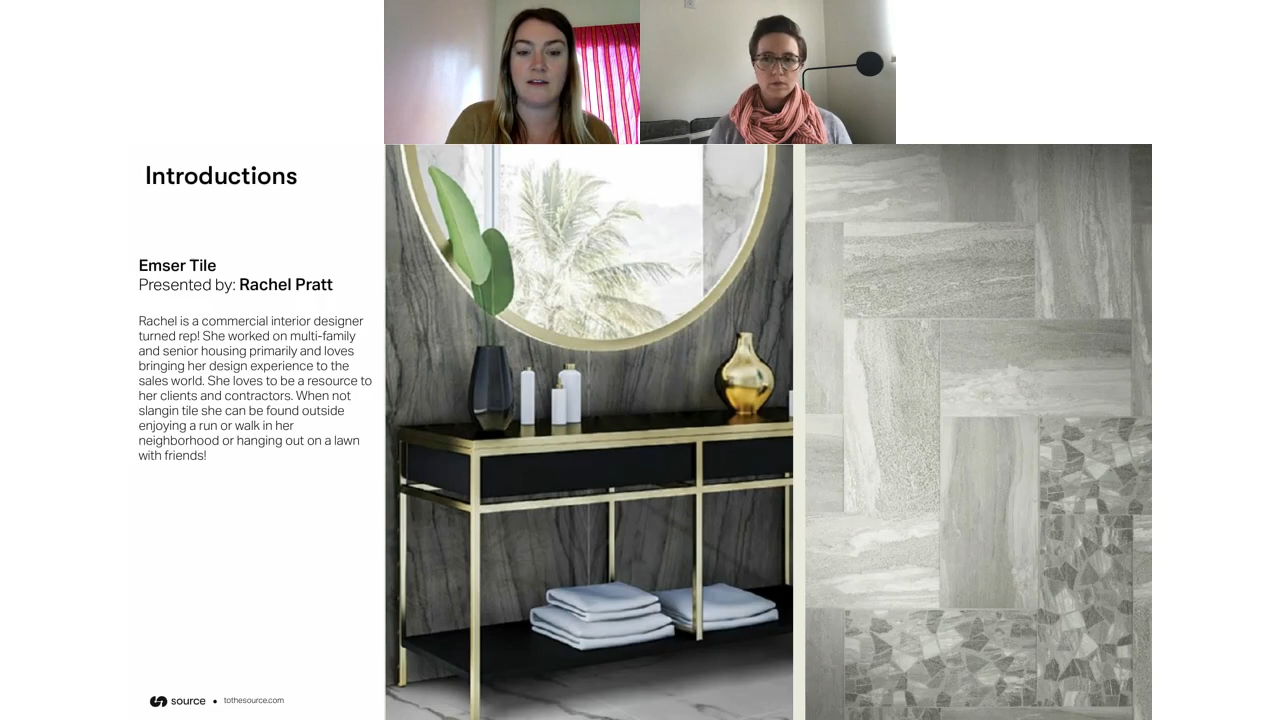 Introductions
Emser Tile
Presented by: Rachel Pratt
Rachel is a commercial interior designer
turned rep! She worked on multi-family
and senior housing primarily and loves
bringing her design experience to the
sales world. She loves to be a resource to
her clients and contractors. When not
slangin tile she can be found outside
enjoying a run or walk in her
neighborhood or hanging out on a lawn
with friends!
source • tothesource.com